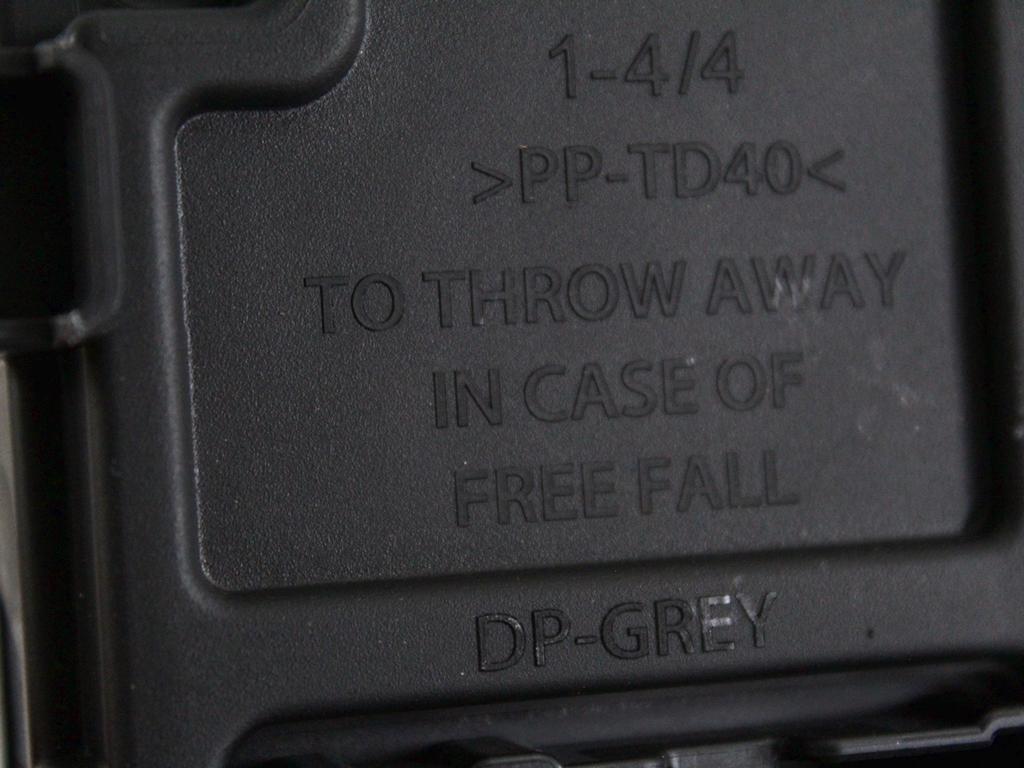 1-4/4
>PP-TD40<
TO THROW AWAY
IN CASE OF
FREE FALL
DP-GREY